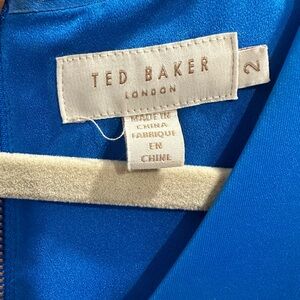 TED BAKER
LONDON
2
MADE IN
CHINA
FABRIQUE
EN
CHINE